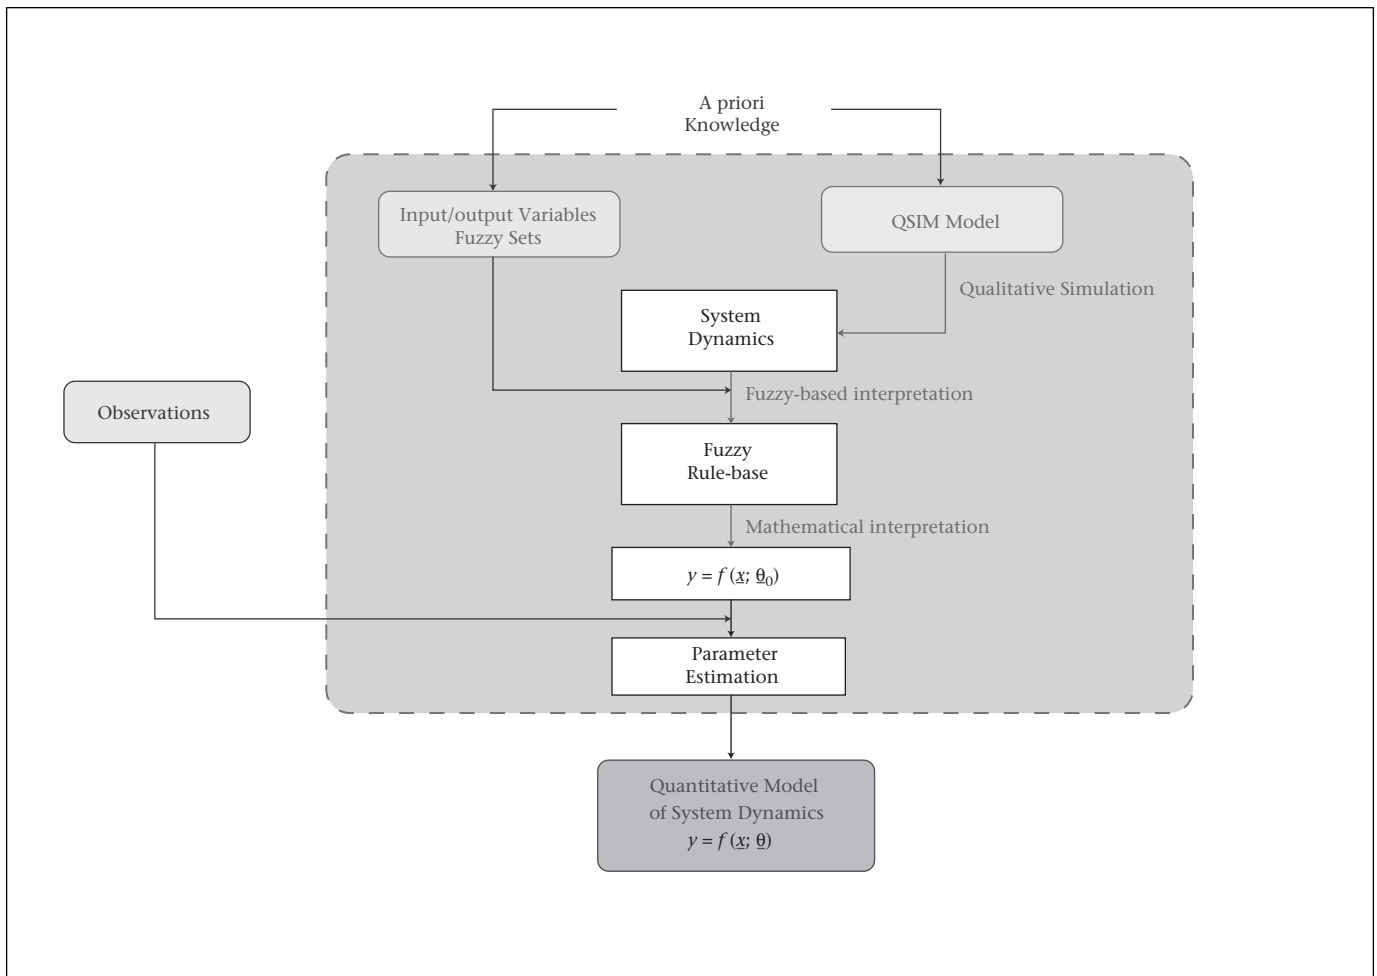 A priori
Knowledge
Input/output Variables
Fuzzy Sets
QSIM Model
Qualitative Simulation
System
Dynamics
Fuzzy-based interpretation
Observations
Fuzzy
Rule-base
Mathematical interpretation
y = f (x̲; θ̲₀)
Parameter
Estimation
Quantitative Model
of System Dynamics
y = f (x̲; θ̲)